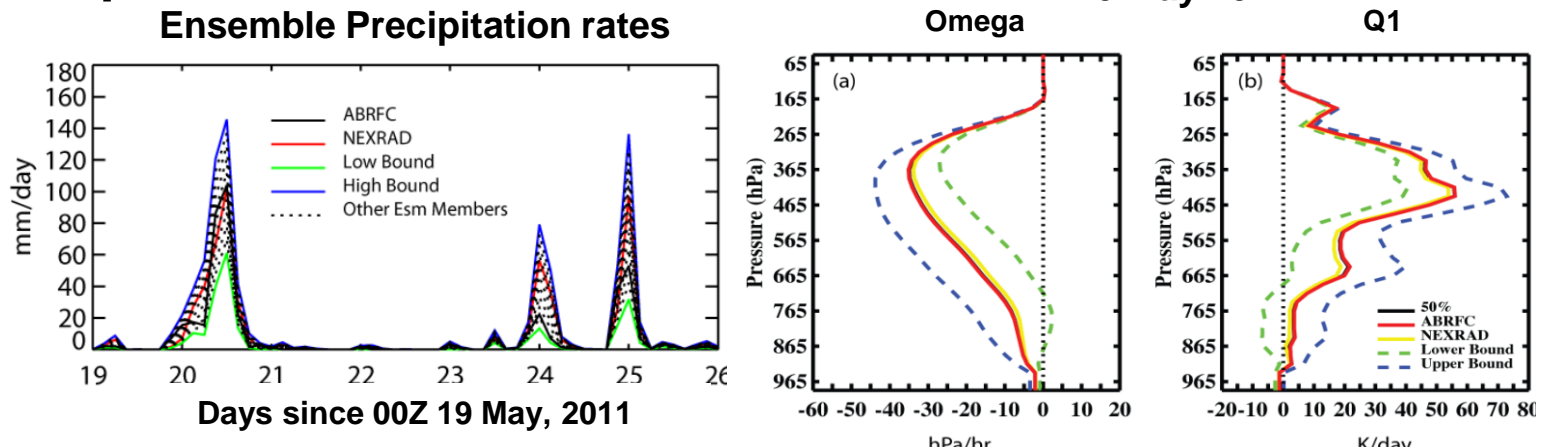 Ensemble Precipitation rates
Omega
Q1
180
160
140
120
100
80
60
40
20
0
mm/day
ABRFC
NEXRAD
Low Bound
High Bound
Other Esm Members
19 20 21 22 23 24 25 26
Days since 00Z 19 May, 2011
(a)
65
165
265
365
465
565
665
765
865
965
Pressure (hPa)
-60 -50 -40 -30 -20 -10 0 10 20
hPa/hr
(b)
65
165
265
365
465
565
665
765
865
965
Pressure (hPa)
50%
ABRFC
NEXRAD
Lower Bound
Upper Bound
-20 -10 0 10 20 30 40 50 60 70 80
K/day